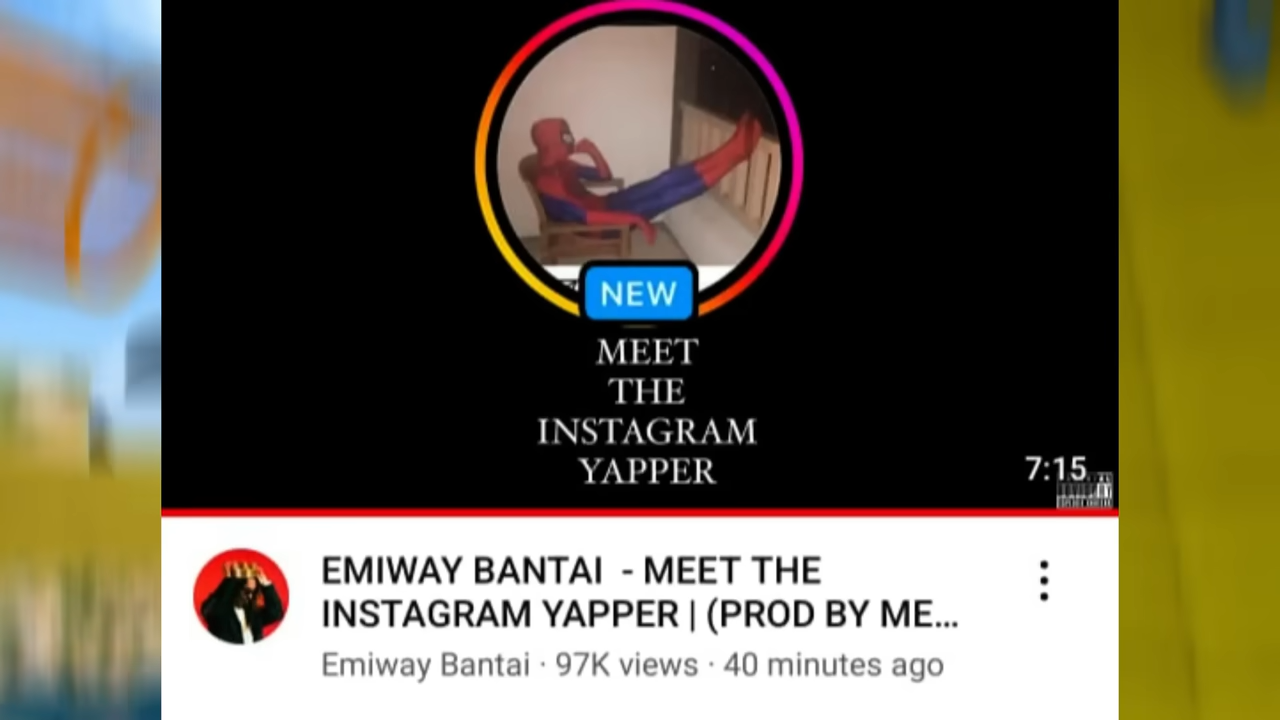 NEW
MEET
THE
INSTAGRAM
YAPPER
7:15
EMIWAY BANTAI - MEET THE
INSTAGRAM YAPPER | (PROD BY ME...
Emiway Bantai · 97K views · 40 minutes ago